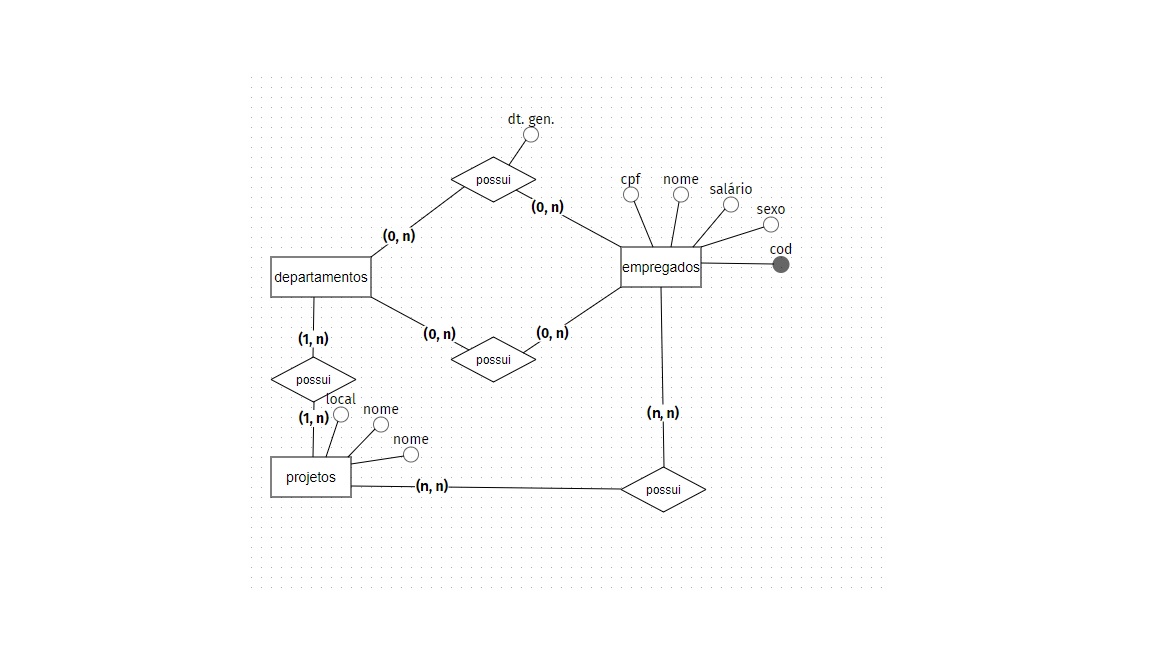 dt. gen.
possui
cpf
nome
salário
sexo
cod
(0, n)
(0, n)
departamentos
empregados
(0, n)
(0, n)
possui
(1, n)
possui
(1, n)
local
nome
nome
(n, n)
projetos
(n, n)
possui